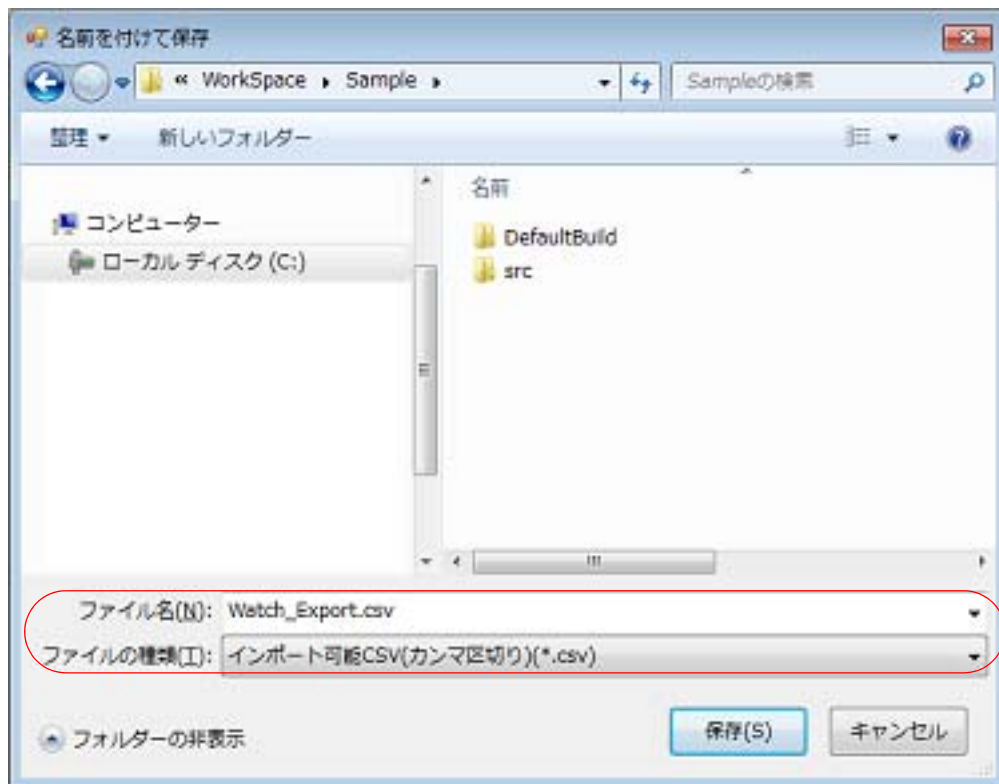 名前を付けて保存
« WorkSpace ▸ Sample ▸
Sampleの検索
整理
新しいフォルダー
コンピューター
ローカル ディスク (C:)
名前
DefaultBuild
src
ファイル名(N): Watch_Export.csv
ファイルの種類(T): インポート可能CSV(カンマ区切り)(*.csv)
フォルダーの非表示
保存(S)
キャンセル